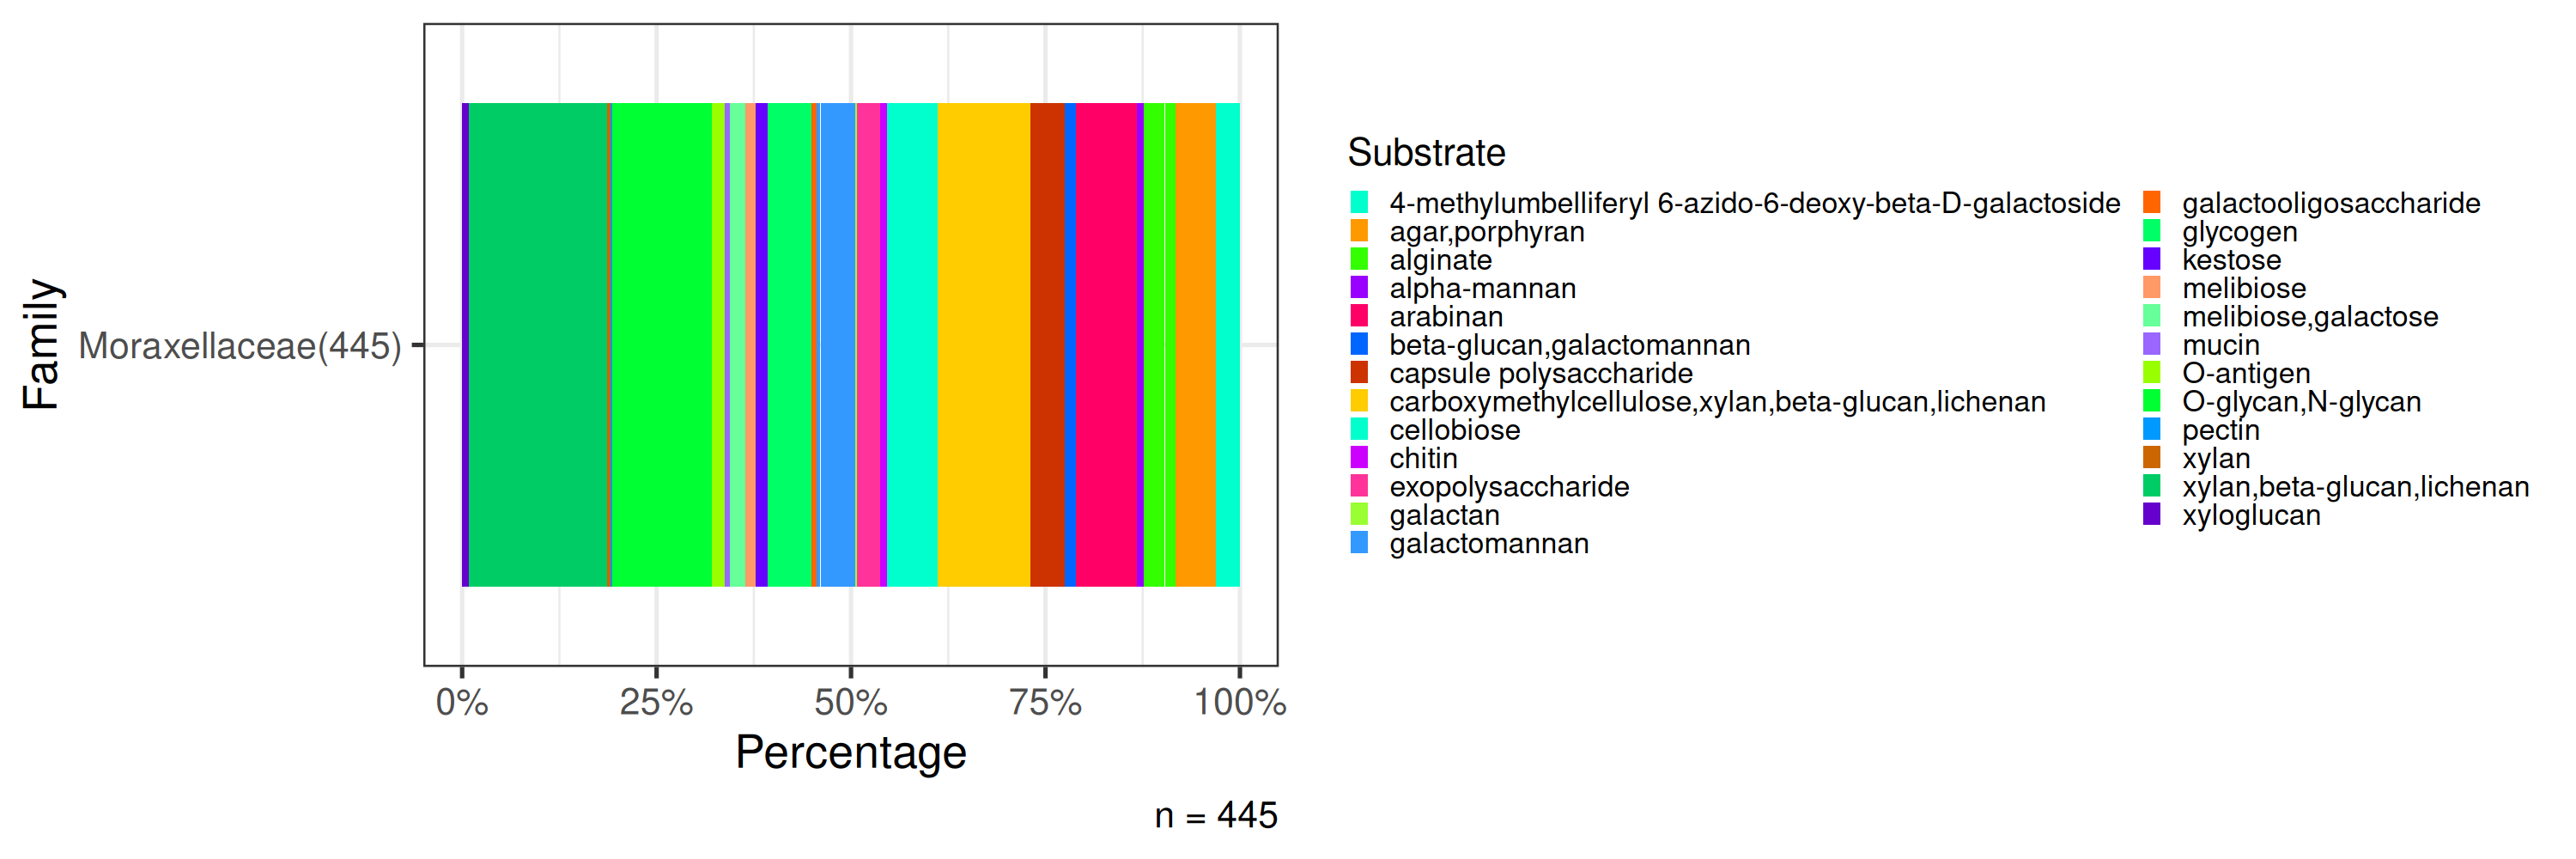 Family
Moraxellaceae(445)
0% 25% 50% 75% 100%
Percentage
n = 445
Substrate
4-methylumbelliferyl 6-azido-6-deoxy-beta-D-galactoside
agar,porphyran
alginate
alpha-mannan
arabinan
beta-glucan,galactomannan
capsule polysaccharide
carboxymethylcellulose,xylan,beta-glucan,lichenan
cellobiose
chitin
exopolysaccharide
galactan
galactomannan
galactooligosaccharide
glycogen
kestose
melibiose
melibiose,galactose
mucin
O-antigen
O-glycan,N-glycan
pectin
xylan
xylan,beta-glucan,lichenan
xyloglucan